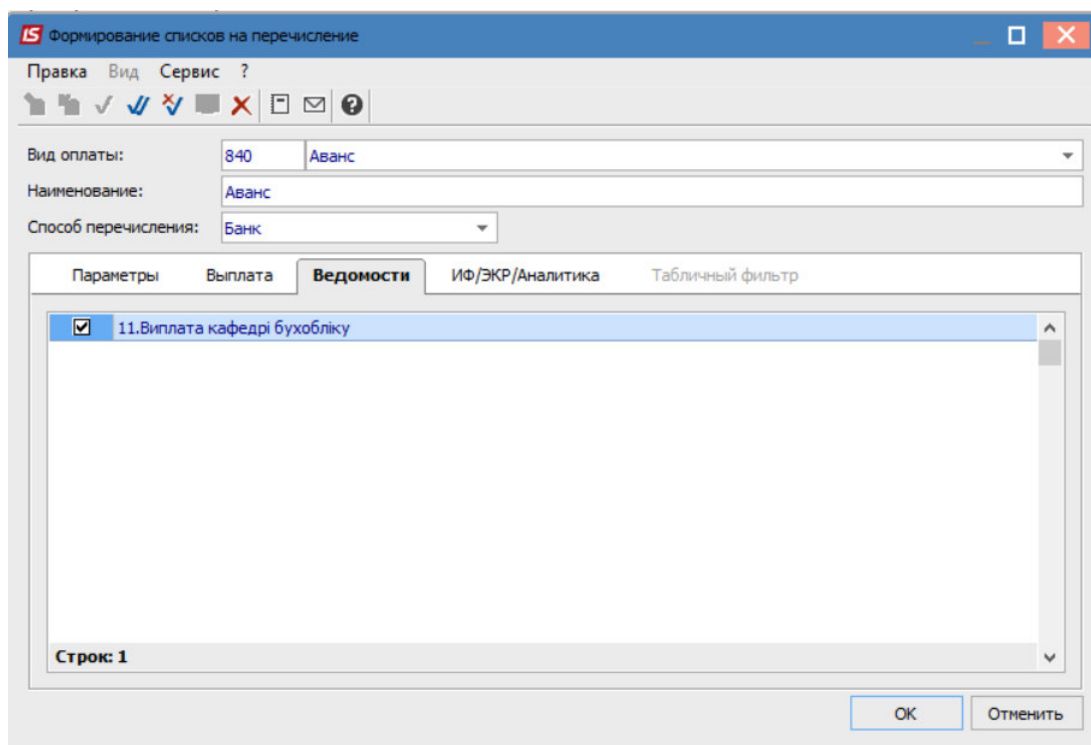 IS Формирование списков на перечисление
Правка Вид Сервис ?
Вид оплаты: 840 Аванс
Наименование: Аванс
Способ перечисления: Банк
Параметры Выплата Ведомости ИФ/ЭКР/Аналитика Табличный фильтр
11.Виплата кафедрі бухобліку
Строк: 1
ОК Отменить